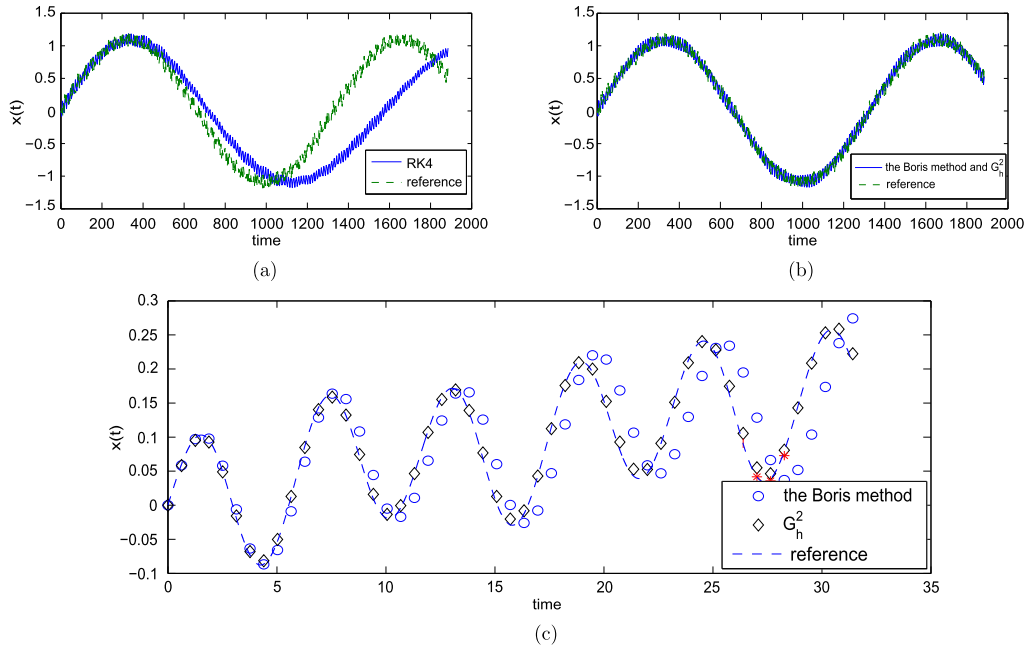 1.5
1
0.5
0
−0.5
−1
−1.5
x(t)
RK4
reference
0 200 400 600 800 1000 1200 1400 1600 1800 2000
time
(a)
1.5
1
0.5
0
−0.5
−1
−1.5
x(t)
the Boris method and G_h^2
reference
0 200 400 600 800 1000 1200 1400 1600 1800 2000
time
(b)
0.3
0.25
0.2
0.15
0.1
0.05
0
−0.05
−0.1
x(t)
the Boris method
G_h^2
reference
0 5 10 15 20 25 30 35
time
(c)